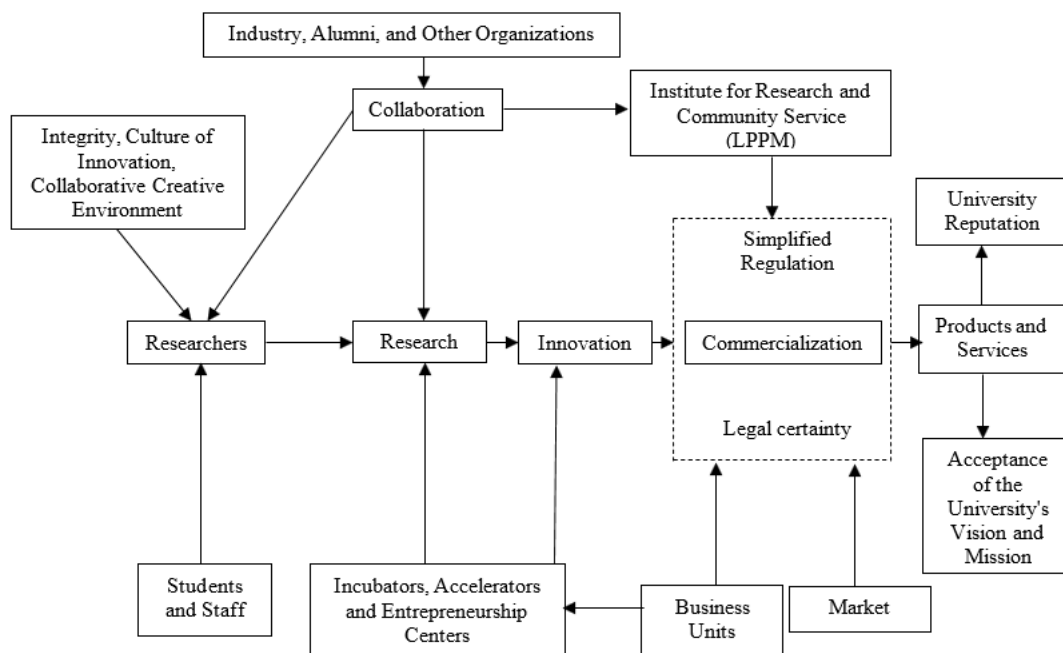 Industry, Alumni, and Other Organizations
Collaboration
Institute for Research and
Community Service
(LPPM)
Integrity, Culture of
Innovation,
Collaborative Creative
Environment
University
Reputation
Simplified
Regulation
Researchers
Research
Innovation
Commercialization
Products and
Services
Legal certainty
Acceptance
of the
University's
Vision and
Mission
Students
and Staff
Incubators, Accelerators
and Entrepreneurship
Centers
Business
Units
Market